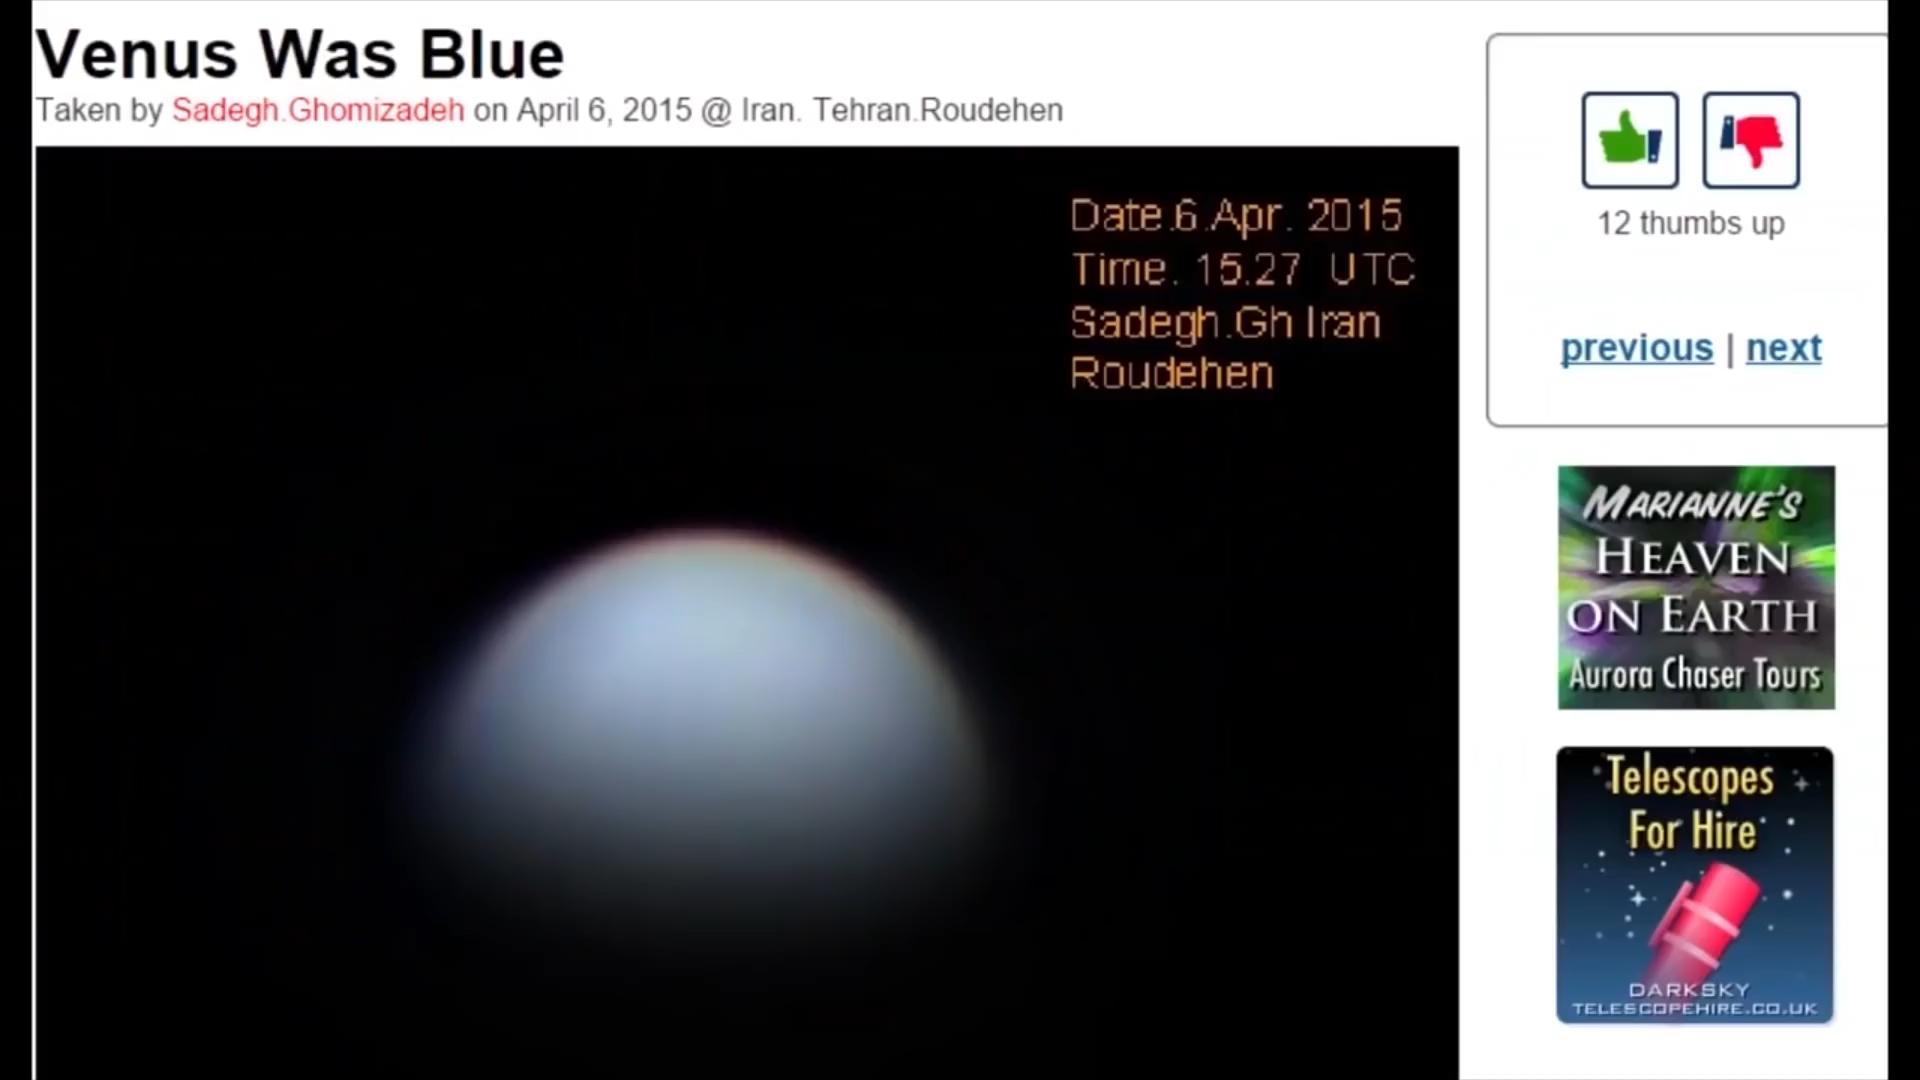 Venus Was Blue
Taken by Sadegh.Ghomizadeh on April 6, 2015 @ Iran. Tehran.Roudehen
Date.6.Apr. 2015
Time. 15.27 UTC
Sadegh.Gh Iran
Roudehen
12 thumbs up
previous | next
MARIANNE'S
HEAVEN
ON EARTH
Aurora Chaser Tours
Telescopes
For Hire
DARKSKY
TELESCOPEHIRE.CO.UK